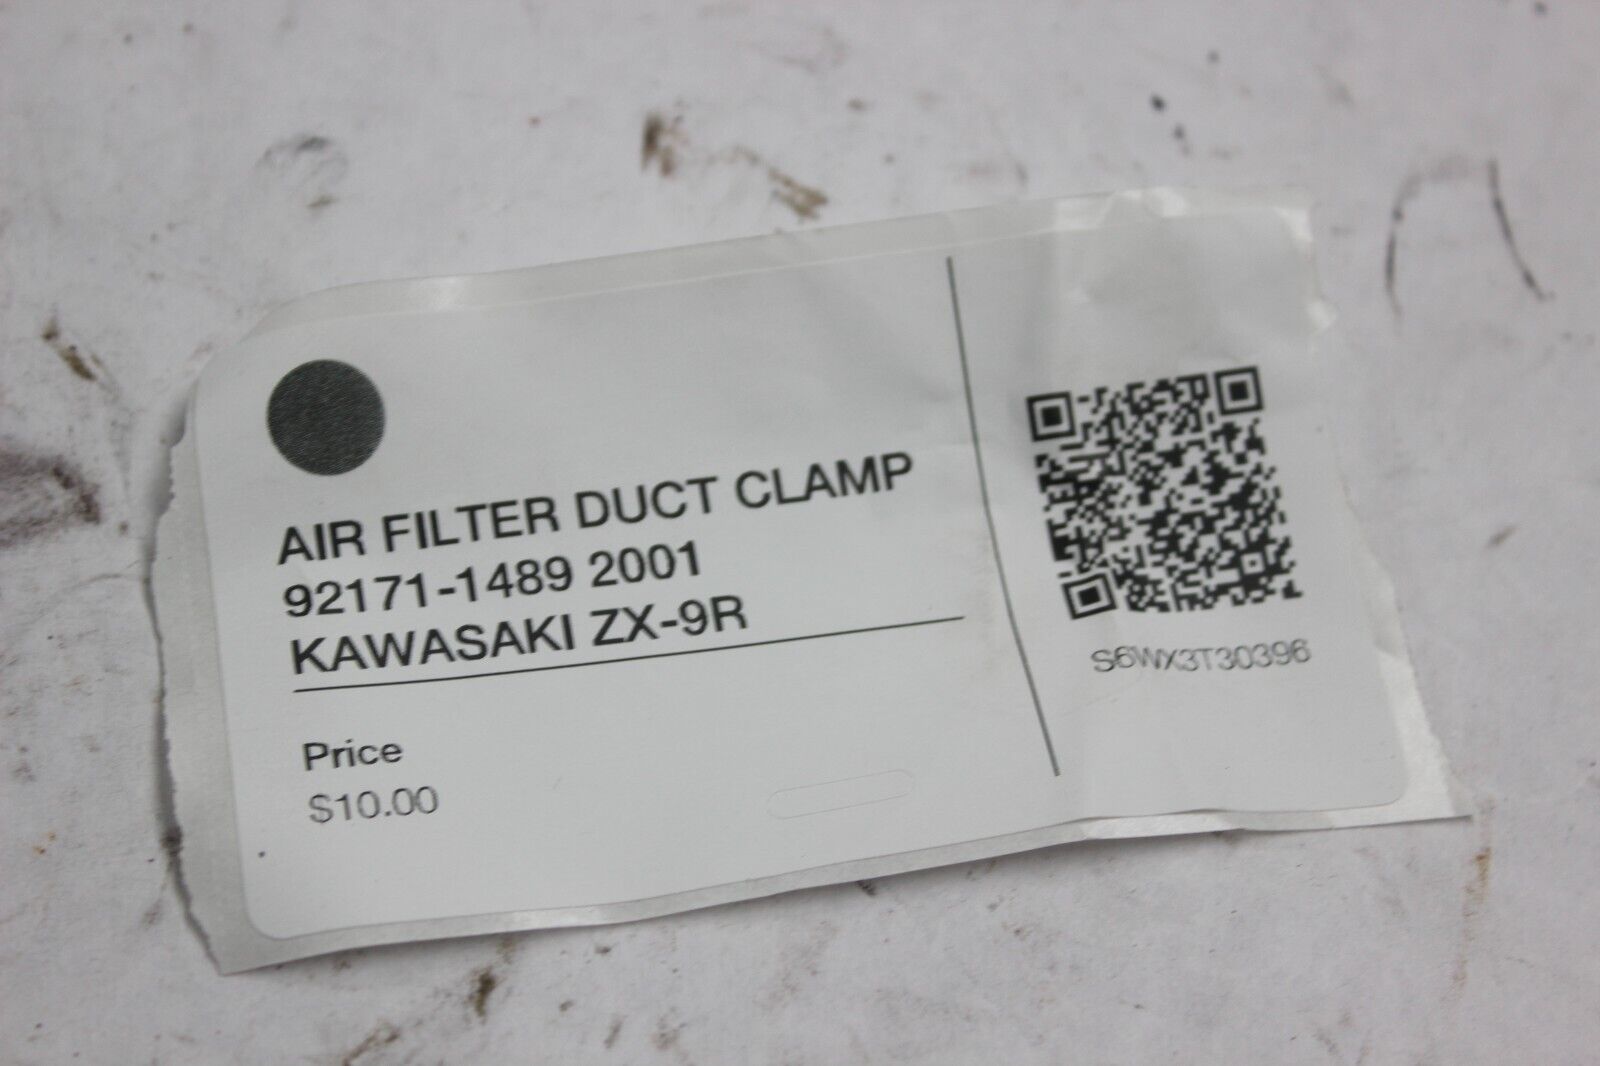 AIR FILTER DUCT CLAMP
92171-1489 2001
KAWASAKI ZX-9R
Price
$10.00
S6WX3T30396